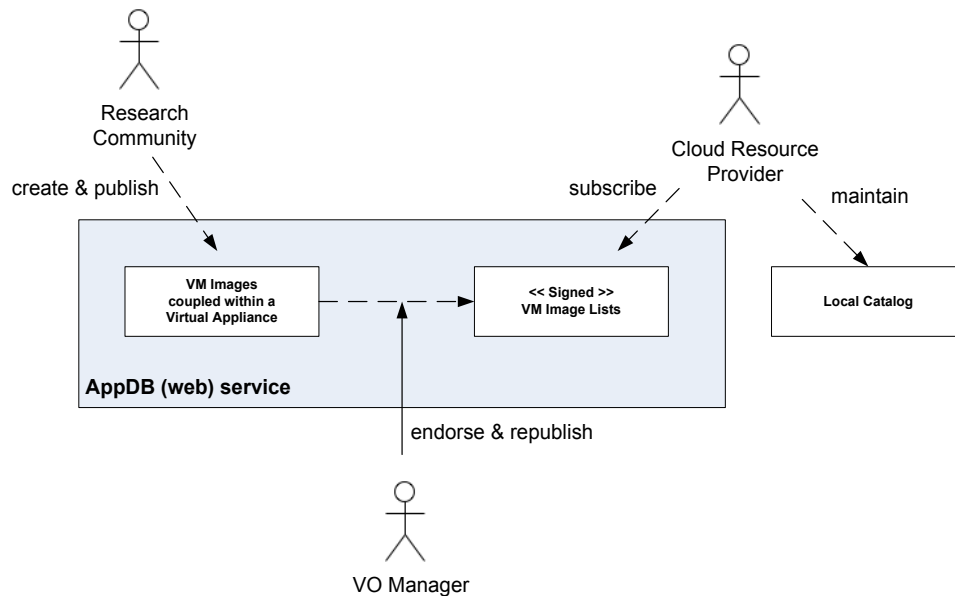 Research
Community
Cloud Resource
Provider
create & publish
subscribe
maintain
VM Images
coupled within a
Virtual Appliance
<< Signed >>
VM Image Lists
Local Catalog
AppDB (web) service
endorse & republish
VO Manager